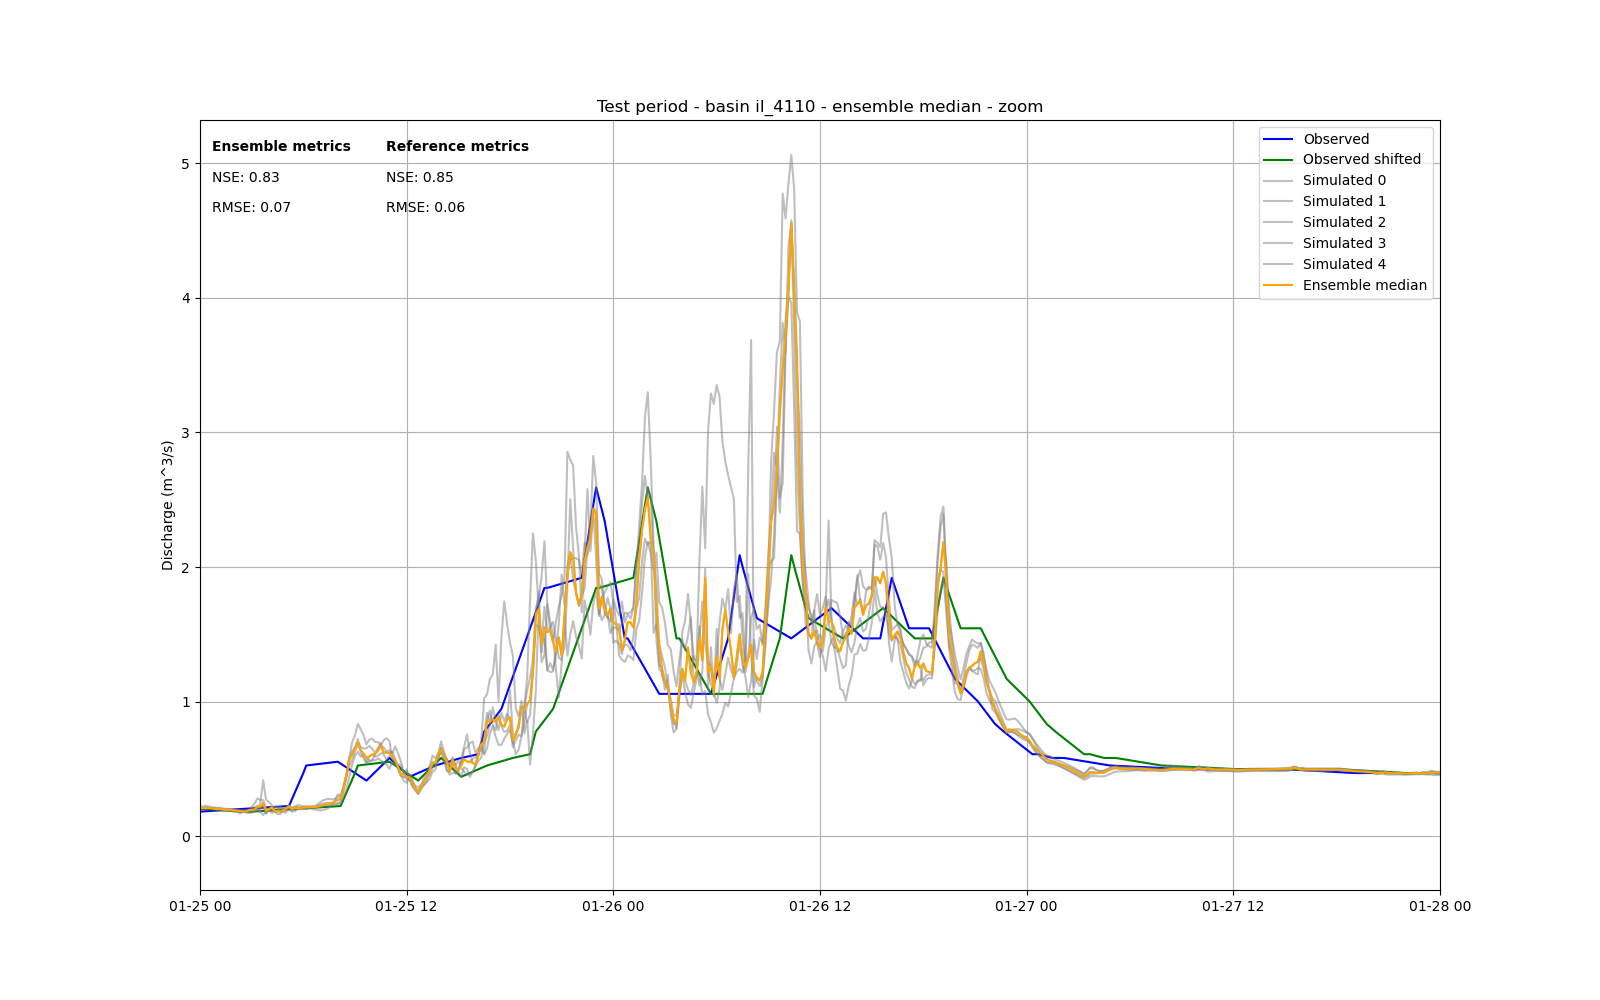 Test period - basin il_4110 - ensemble median - zoom
Ensemble metrics Reference metrics
NSE: 0.83 NSE: 0.85
RMSE: 0.07 RMSE: 0.06
Observed
Observed shifted
Simulated 0
Simulated 1
Simulated 2
Simulated 3
Simulated 4
Ensemble median
Discharge (m^3/s)
5
4
3
2
1
0
01-25 00 01-25 12 01-26 00 01-26 12 01-27 00 01-27 12 01-28 00